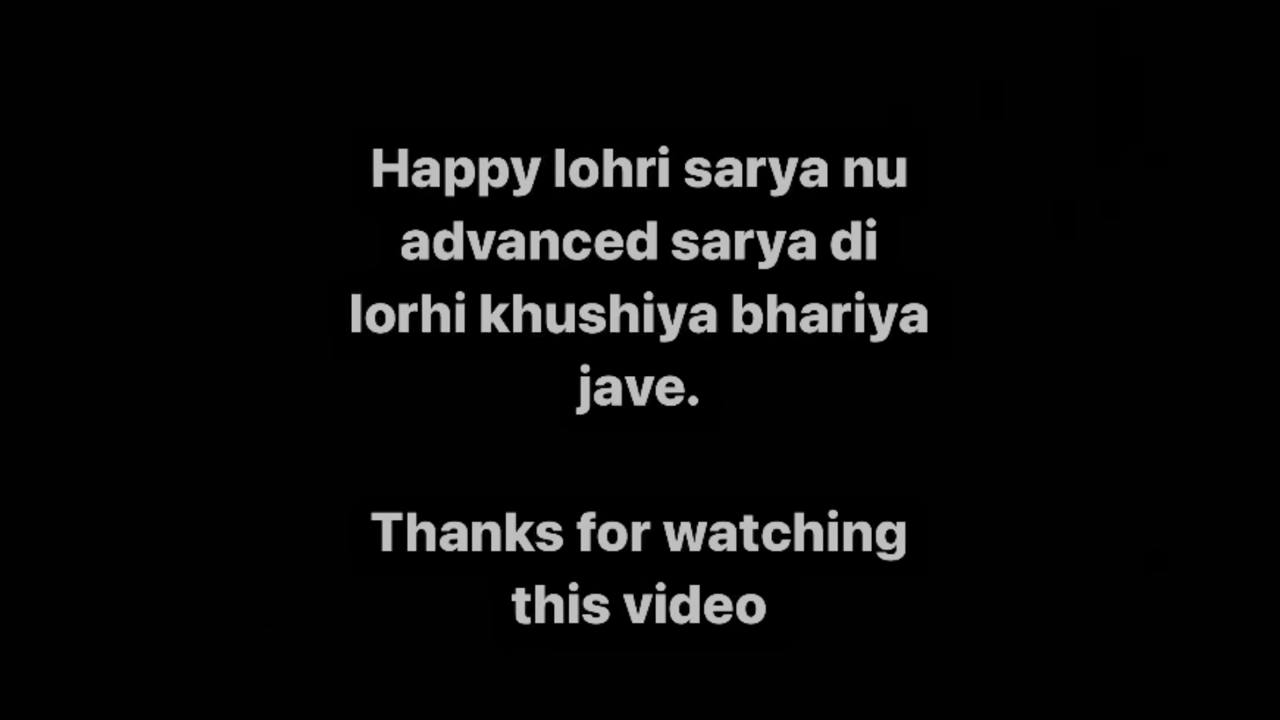 Happy lohri sarya nu
advanced sarya di
lorhi khushiya bhariya
jave.
Thanks for watching
this video